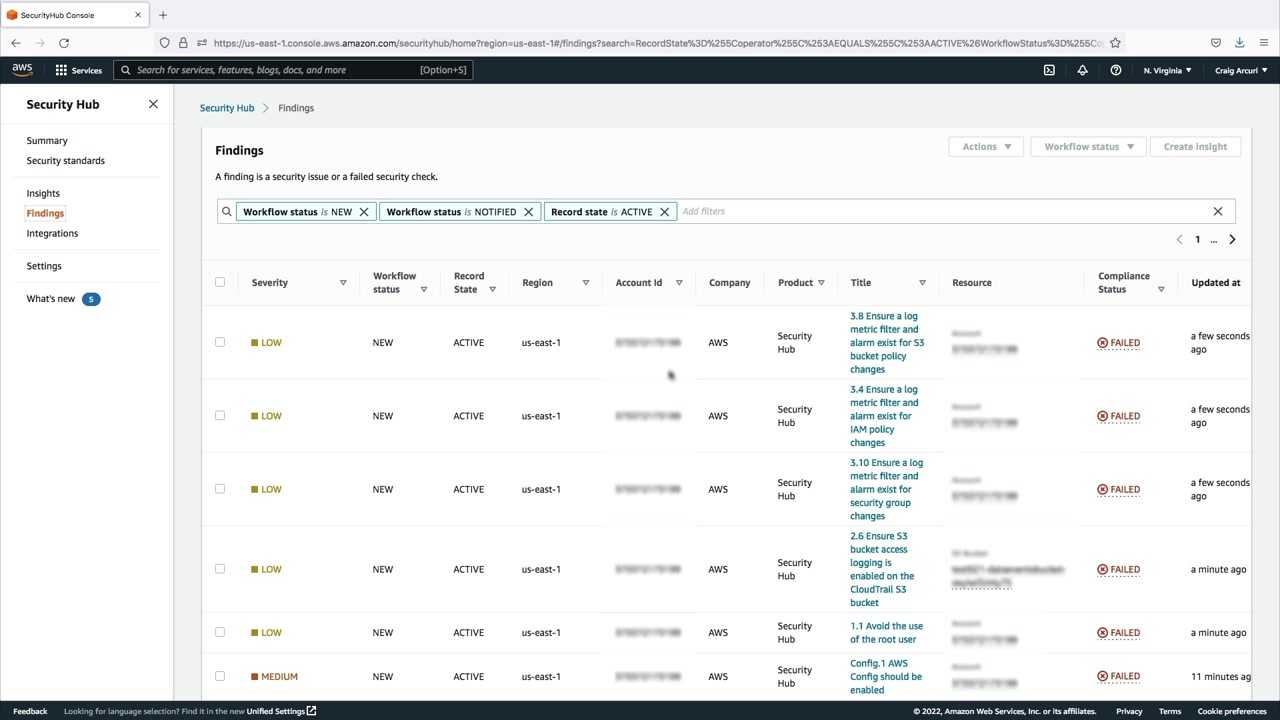 SecurityHub Console
https://us-east-1.console.aws.amazon.com/securityhub/home?region=us-east-1#/findings?search=RecordState%3D%255Coperator%255C%253AEQUALS%255C%253AACTIVE%26WorkflowStatus%3D%255Co
aws
Services
Search for services, features, blogs, docs, and more
[Option+S]
N. Virginia
Craig Arcuri
Security Hub
Summary
Security standards
Insights
Findings
Integrations
Settings
What's new 5
Security Hub > Findings
Findings
Actions
Workflow status
Create insight
A finding is a security issue or a failed security check.
Workflow status is NEW
Workflow status is NOTIFIED
Record state is ACTIVE
Add filters
1 ...
Severity
Workflow status
Record State
Region
Account Id
Company
Product
Title
Resource
Compliance Status
Updated at
LOW NEW ACTIVE us-east-1 AWS
Security
Hub
3.8 Ensure a log
metric filter and
alarm exist for S3
bucket policy
changes
FAILED
a few seconds
ago
LOW NEW ACTIVE us-east-1 AWS
Security
Hub
3.4 Ensure a log
metric filter and
alarm exist for
IAM policy
changes
FAILED
a few seconds
ago
LOW NEW ACTIVE us-east-1 AWS
Security
Hub
3.10 Ensure a log
metric filter and
alarm exist for
security group
changes
FAILED
a few seconds
ago
LOW NEW ACTIVE us-east-1 AWS
Security
Hub
2.6 Ensure S3
bucket access
logging is
enabled on the
CloudTrail S3
bucket
FAILED
a minute ago
LOW NEW ACTIVE us-east-1 AWS
Security
Hub
1.1 Avoid the use
of the root user
FAILED
a minute ago
MEDIUM NEW ACTIVE us-east-1 AWS
Security
Hub
Config.1 AWS
Config should be
enabled
FAILED
11 minutes ag
Feedback
Looking for language selection? Find it in the new Unified Settings
© 2022, Amazon Web Services, Inc. or its affiliates.
Privacy
Terms
Cookie preferences